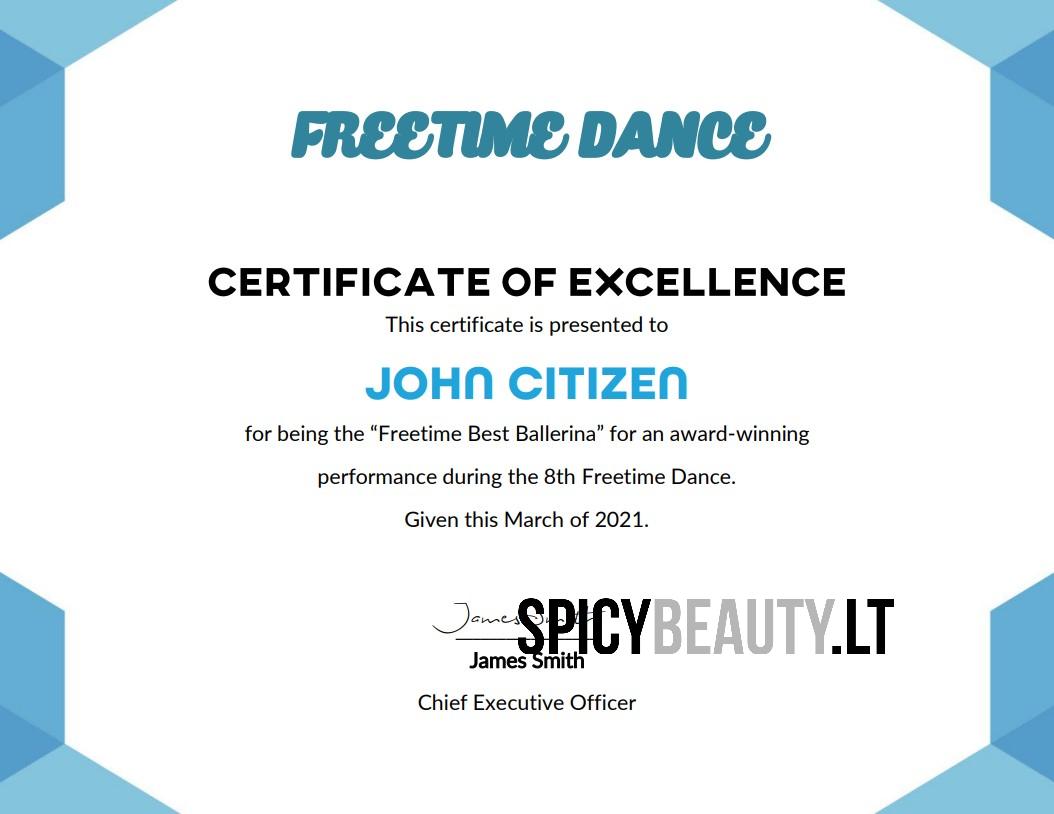 FREETIME DANCE
CERTIFICATE OF EXCELLENCE
This certificate is presented to
JOHN CITIZEN
for being the “Freetime Best Ballerina” for an award-winning
performance during the 8th Freetime Dance.
Given this March of 2021.
James Smith
SPICYBEAUTY.LT
James Smith
Chief Executive Officer